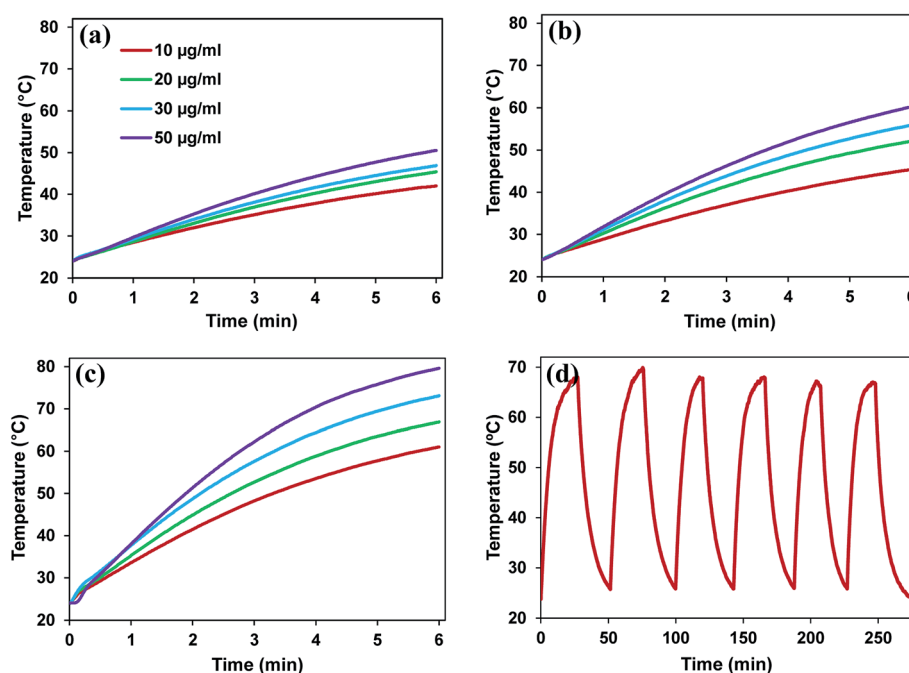 (a)
80
70
60
50
40
30
20
Temperature (°C)
10 µg/ml
20 µg/ml
30 µg/ml
50 µg/ml
0 1 2 3 4 5 6
Time (min)
(b)
80
70
60
50
40
30
20
Temperature (°C)
0 1 2 3 4 5
Time (min)
(c)
80
70
60
50
40
30
20
Temperature (°C)
0 1 2 3 4 5 6
Time (min)
(d)
70
60
50
40
30
20
Temperature (ºC)
0 50 100 150 200 250
Time (min)